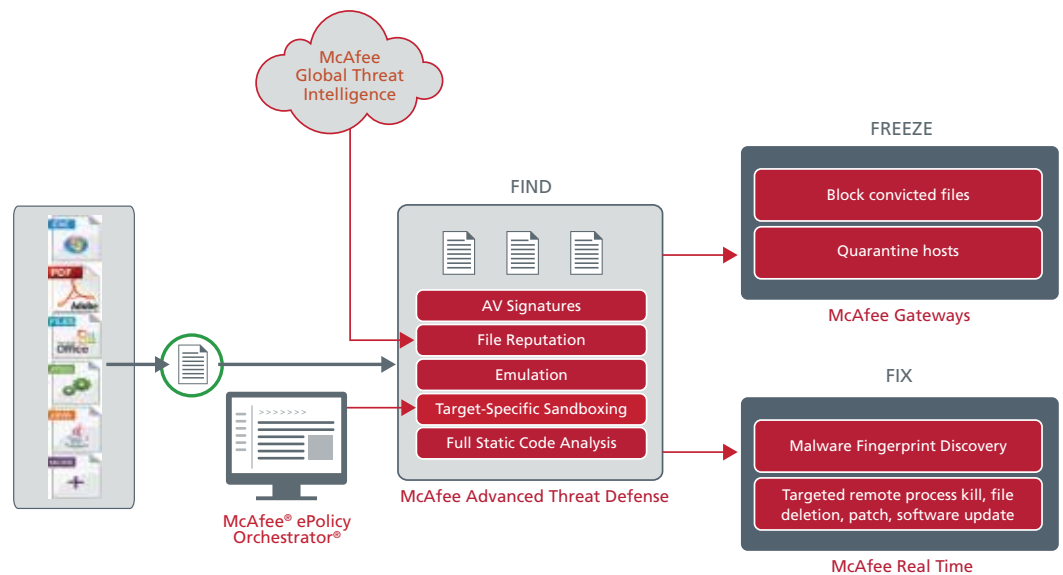 McAfee
Global Threat
Intelligence
EXE
PDF
Adobe
FILES
Office
JAVA
>>>>>>>
McAfee® ePolicy
Orchestrator®
FIND
AV Signatures
File Reputation
Emulation
Target-Specific Sandboxing
Full Static Code Analysis
McAfee Advanced Threat Defense
FREEZE
Block convicted files
Quarantine hosts
McAfee Gateways
FIX
Malware Fingerprint Discovery
Targeted remote process kill, file
deletion, patch, software update
McAfee Real Time